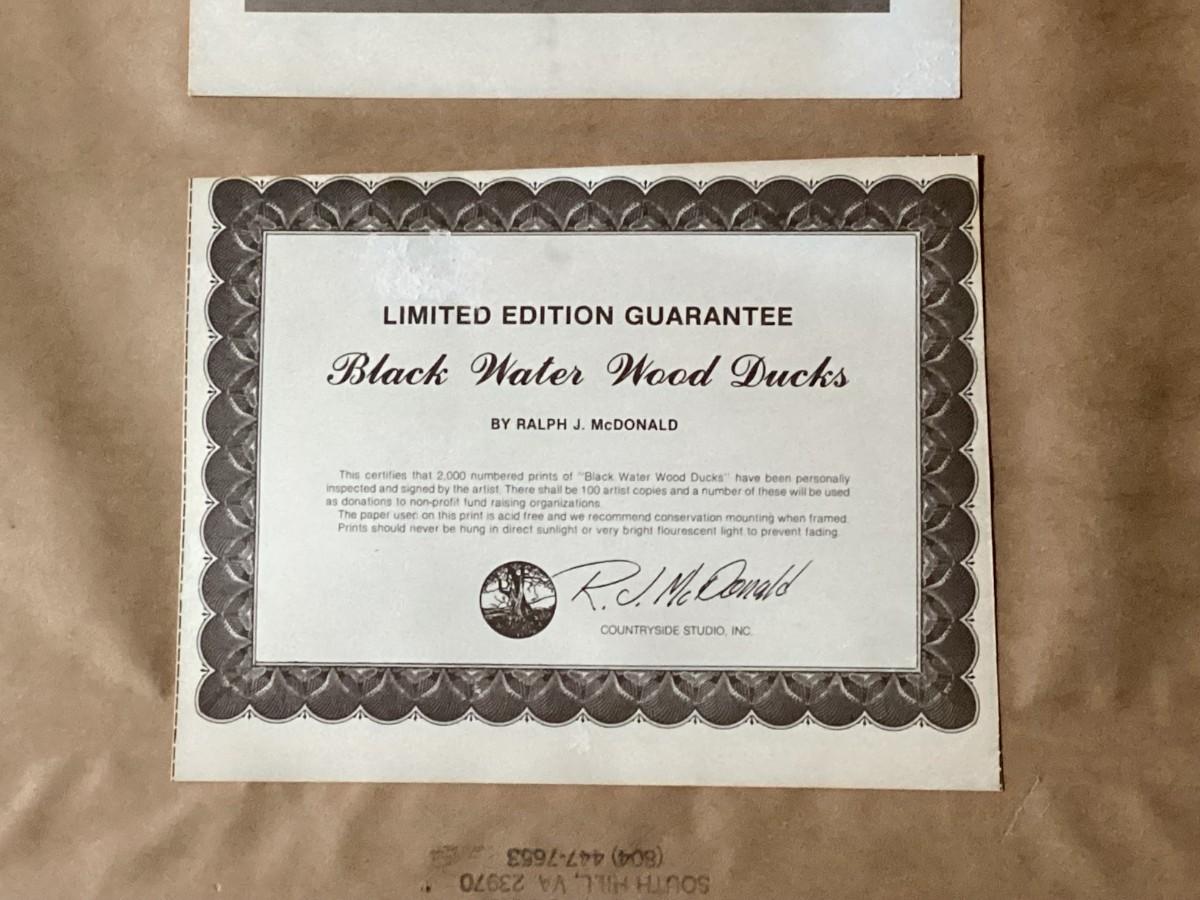 LIMITED EDITION GUARANTEE
Black Water Wood Ducks
BY RALPH J. McDONALD
This certifies that 2,000 numbered prints of "Black Water Wood Ducks" have been personally
inspected and signed by the artist. There shall be 100 artist copies and a number of these will be used
as donations to non-profit fund raising organizations.
The paper used on this print is acid free and we recommend conservation mounting when framed.
Prints should never be hung in direct sunlight or very bright flourescent light to prevent fading.
R. J. McDonald
COUNTRYSIDE STUDIO, INC.
SOUTH HILL, VA 23970
(804) 447-7653